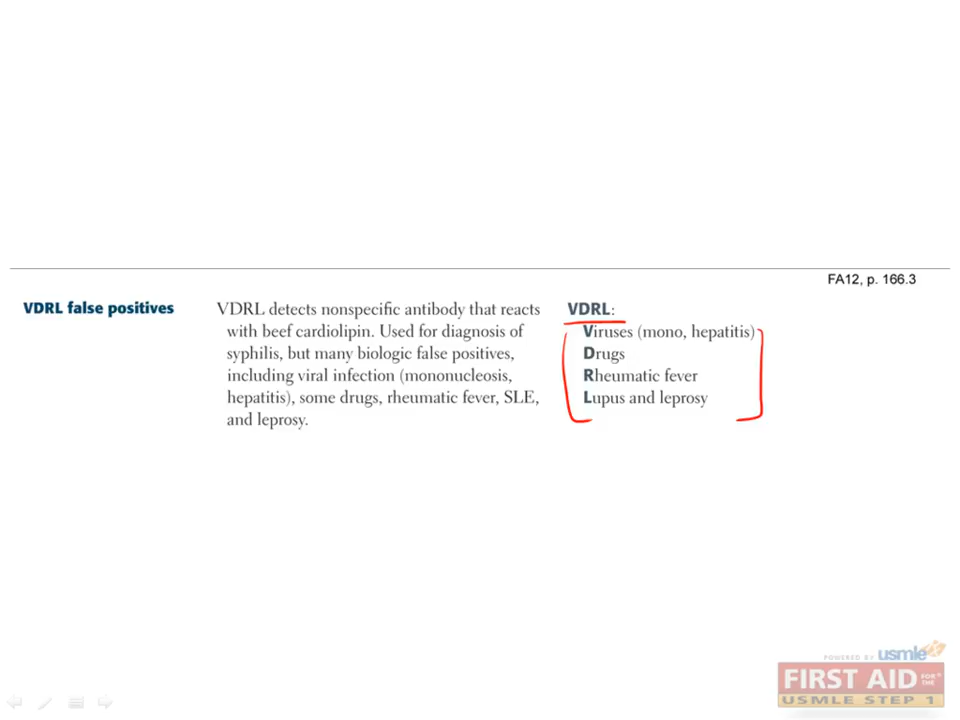 FA12, p. 166.3
VDRL false positives
VDRL detects nonspecific antibody that reacts
with beef cardiolipin. Used for diagnosis of
syphilis, but many biologic false positives,
including viral infection (mononucleosis,
hepatitis), some drugs, rheumatic fever, SLE,
and leprosy.
VDRL:
Viruses (mono, hepatitis)
Drugs
Rheumatic fever
Lupus and leprosy
POWERED BY usmle
FIRST AID FOR THE
USMLE STEP 1